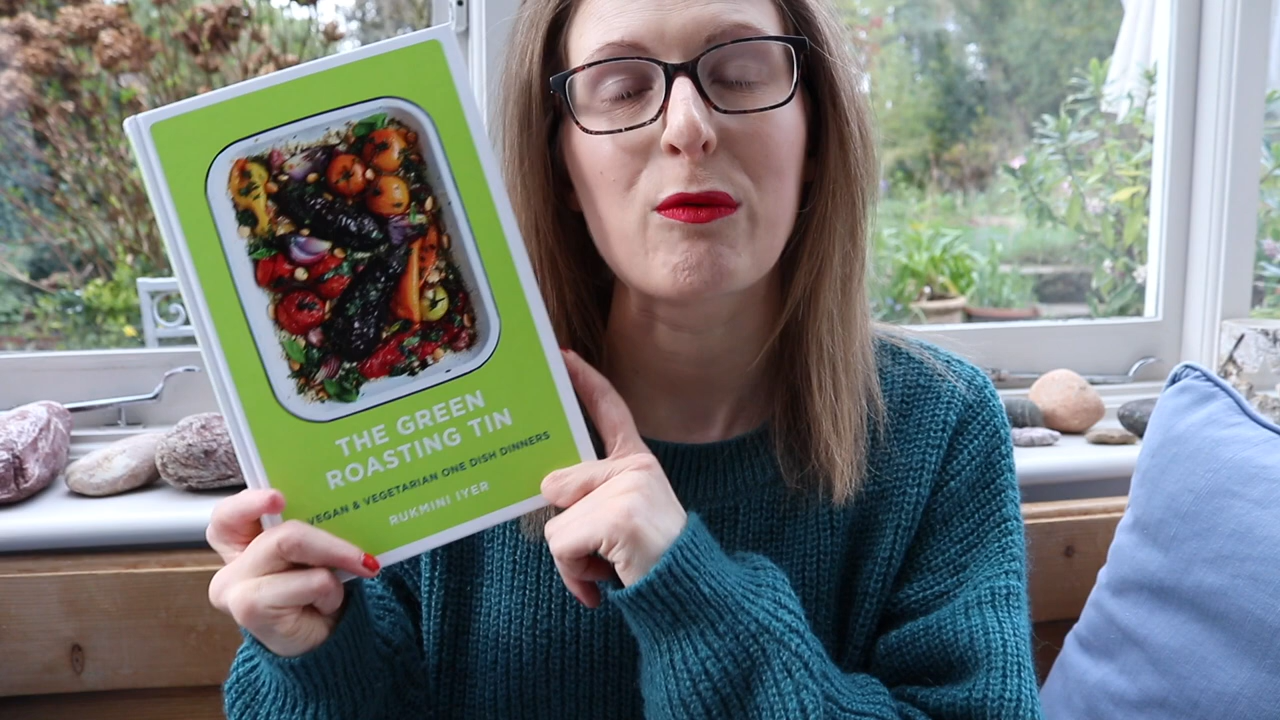 THE GREEN
ROASTING TIN
VEGAN & VEGETARIAN ONE DISH DINNERS
RUKMINI IYER